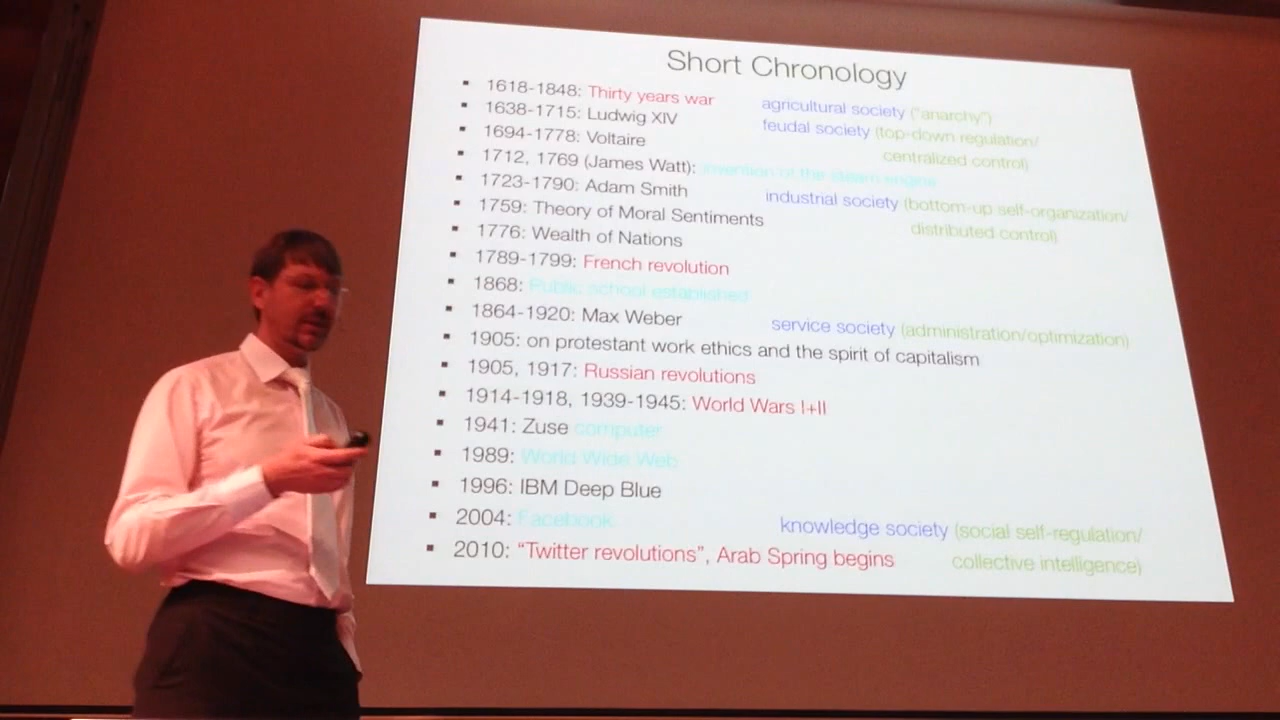 Short Chronology
1618-1848: Thirty years war
agricultural society ("anarchy")
1638-1715: Ludwig XIV
feudal society (top-down regulation/
centralized control)
1694-1778: Voltaire
1712, 1769 (James Watt): invention of the steam engine
1723-1790: Adam Smith
industrial society (bottom-up self-organization/
distributed control)
1759: Theory of Moral Sentiments
1776: Wealth of Nations
1789-1799: French revolution
1868: Public school established
1864-1920: Max Weber
service society (administration/optimization)
1905: on protestant work ethics and the spirit of capitalism
1905, 1917: Russian revolutions
1914-1918, 1939-1945: World Wars I+II
1941: Zuse computer
1989: World Wide Web
1996: IBM Deep Blue
2004: Facebook
knowledge society (social self-regulation/
collective intelligence)
2010: "Twitter revolutions", Arab Spring begins